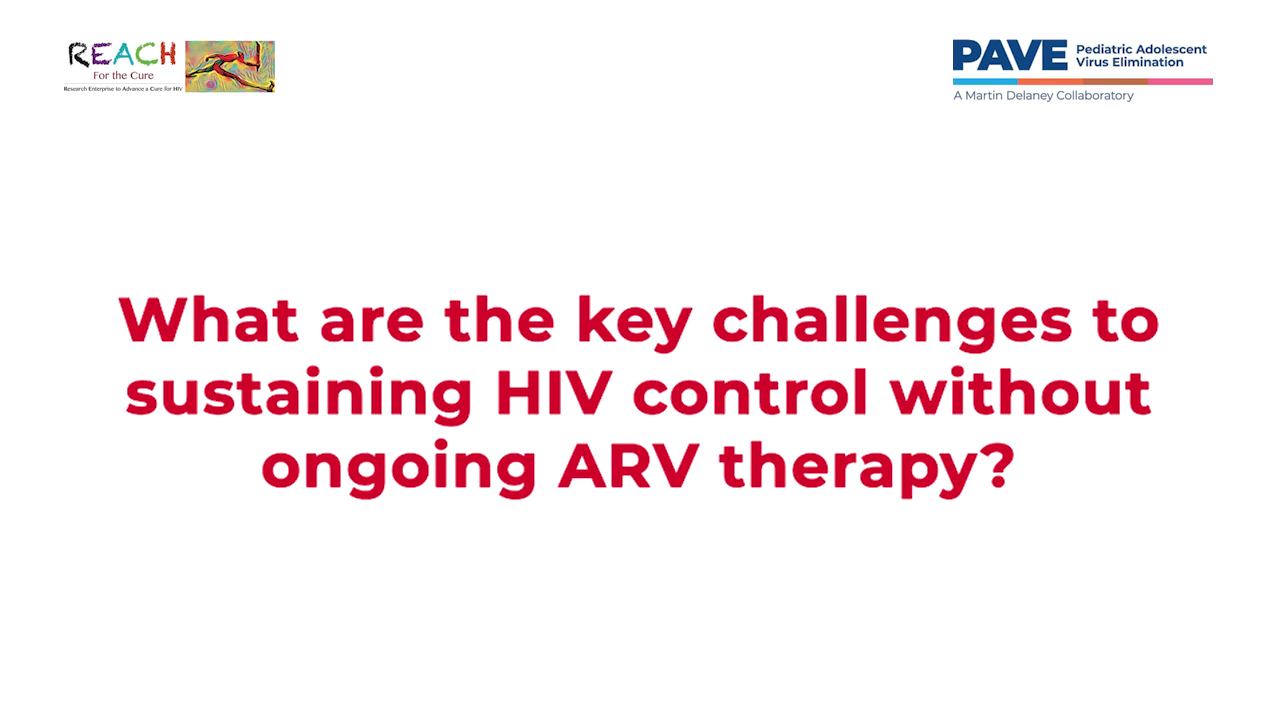 REACH
For the Cure
Research Enterprise to Advance a Cure for HIV
PAVE
Pediatric Adolescent
Virus Elimination
A Martin Delaney Collaboratory
What are the key challenges to
sustaining HIV control without
ongoing ARV therapy?